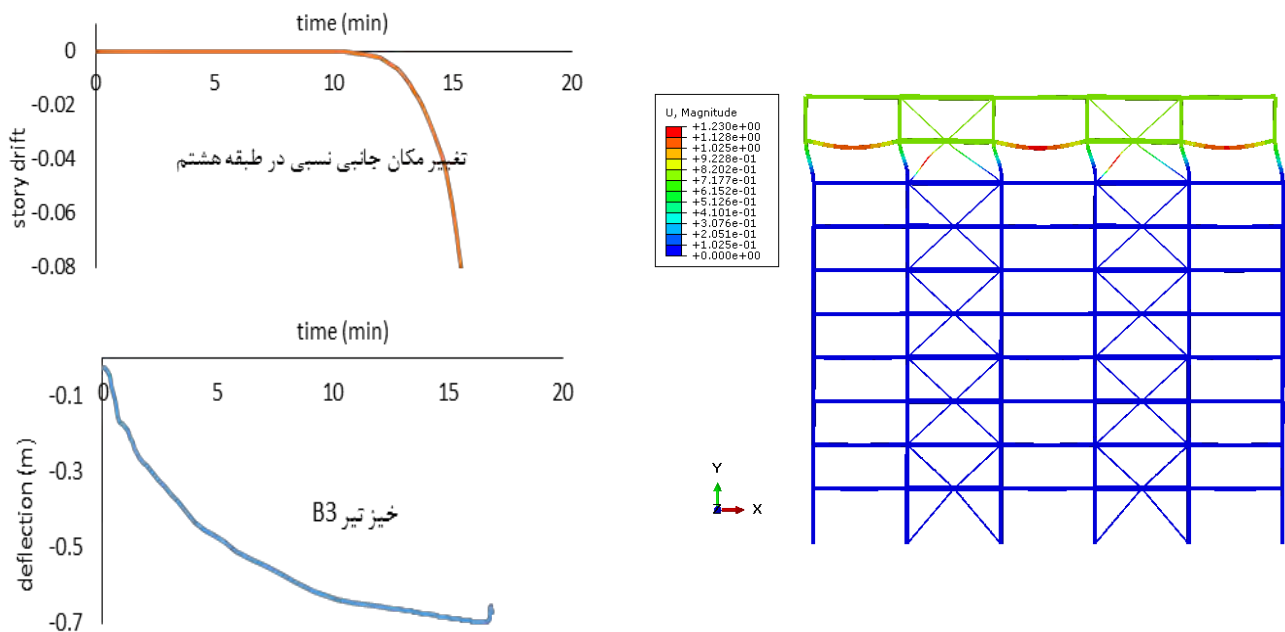 time (min)
0
0
5
10
15
20
-0.02
-0.04
-0.06
-0.08
story drift
تغییر مکان جانبی نسبی در طبقه هشتم
time (min)
0
5
10
15
20
-0.1
-0.3
-0.5
-0.7
deflection (m)
خیز تیر B3
U, Magnitude
+1.230e+00
+1.128e+00
+1.025e+00
+9.228e-01
+8.202e-01
+7.177e-01
+6.152e-01
+5.126e-01
+4.101e-01
+3.076e-01
+2.051e-01
+1.025e-01
+0.000e+00
Y
Z
X